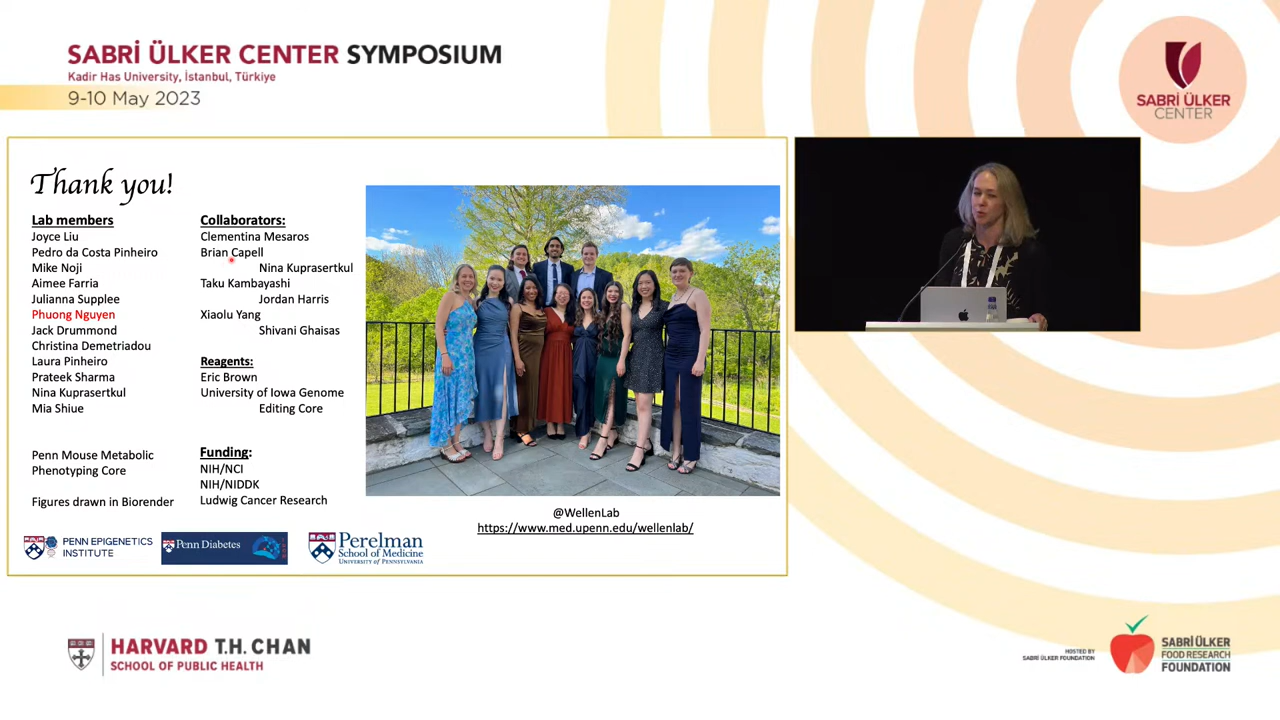 SABRİ ÜLKER CENTER SYMPOSIUM
Kadir Has University, İstanbul, Türkiye
9-10 May 2023
SABRİ ÜLKER
CENTER
Thank you!
Lab members
Joyce Liu
Pedro da Costa Pinheiro
Mike Noji
Aimee Farria
Julianna Supplee
Phuong Nguyen
Jack Drummond
Christina Demetriadou
Laura Pinheiro
Prateek Sharma
Nina Kuprasertkul
Mia Shiue
Penn Mouse Metabolic
Phenotyping Core
Figures drawn in Biorender
Collaborators:
Clementina Mesaros
Brian Capell
Nina Kuprasertkul
Taku Kambayashi
Jordan Harris
Xiaolu Yang
Shivani Ghaisas
Reagents:
Eric Brown
University of Iowa Genome
Editing Core
Funding:
NIH/NCI
NIH/NIDDK
Ludwig Cancer Research
@WellenLab
https://www.med.upenn.edu/wellenlab/
PENN EPIGENETICS
INSTITUTE
Penn Diabetes
Perelman
School of Medicine
UNIVERSITY of PENNSYLVANIA
HARVARD T.H. CHAN
SCHOOL OF PUBLIC HEALTH
HOSTED BY
SABRİ ÜLKER FOUNDATION
SABRİ ÜLKER
FOOD RESEARCH
FOUNDATION